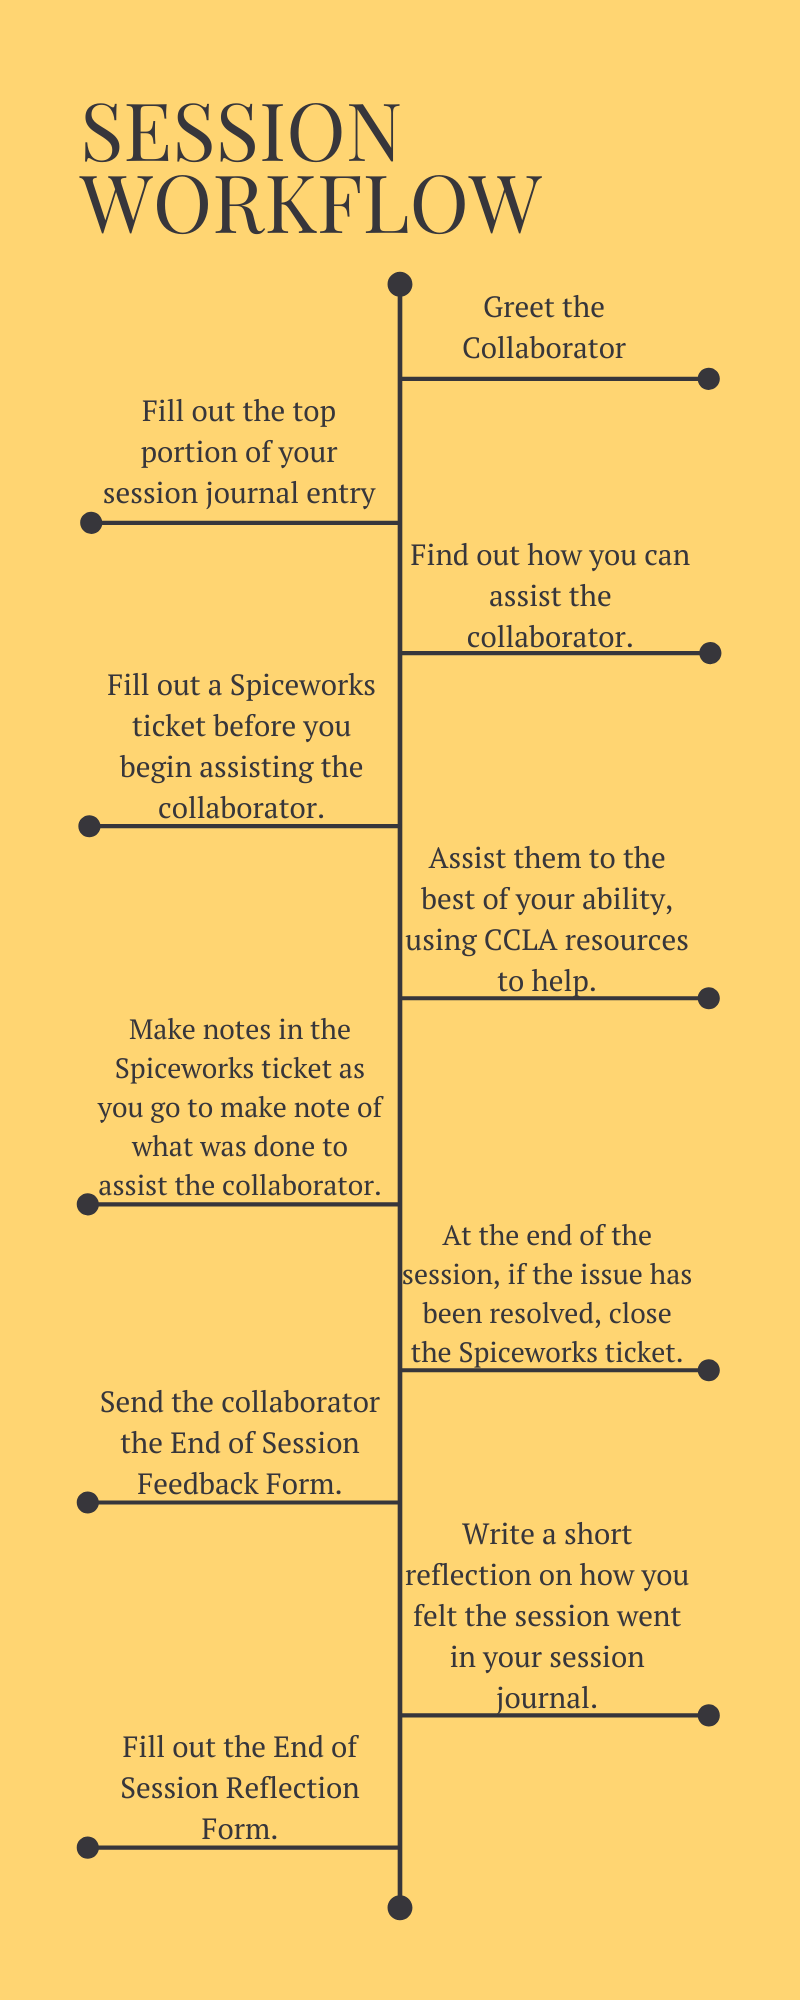 SESSION
WORKFLOW
Greet the
Collaborator
Fill out the top
portion of your
session journal entry
Find out how you can
assist the
collaborator.
Fill out a Spiceworks
ticket before you
begin assisting the
collaborator.
Assist them to the
best of your ability,
using CCLA resources
to help.
Make notes in the
Spiceworks ticket as
you go to make note of
what was done to
assist the collaborator.
At the end of the
session, if the issue has
been resolved, close
the Spiceworks ticket.
Send the collaborator
the End of Session
Feedback Form.
Write a short
reflection on how you
felt the session went
in your session
journal.
Fill out the End of
Session Reflection
Form.